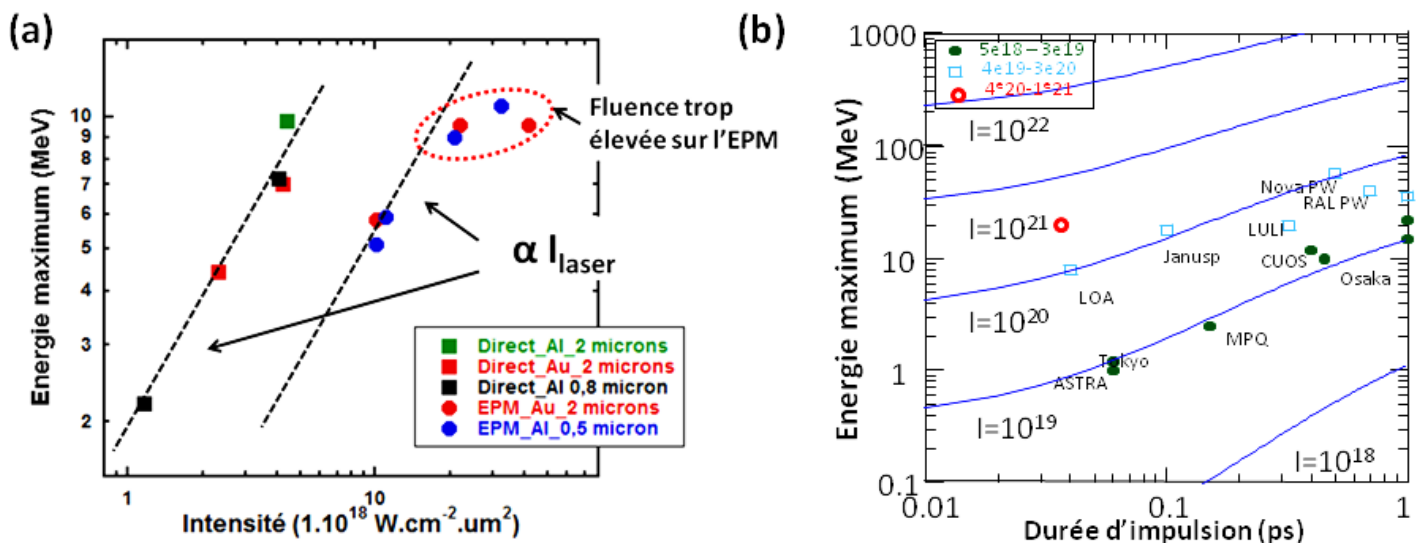 (a)
Energie maximum (MeV)
10
9
8
7
6
5
4
3
2
1
10
Intensité (1.10^18 W.cm^-2.um^2)
Fluence trop
élevée sur l'EPM
α I_laser
Direct_Al_2 microns
Direct_Au_2 microns
Direct_Al 0,8 micron
EPM_Au_2 microns
EPM_Al_0,5 micron
(b)
Energie maximum (MeV)
1000
100
10
1
0.1
0.01
0.1
1
Durée d'impulsion (ps)
5e18–3e19
4e19-3e20
4e20-1e21
I=10^22
I=10^21
I=10^20
I=10^19
I=10^18
Nova PW
RAL PW
LULI
Janusp
CUOS
Osaka
LOA
MPQ
Tokyo
ASTRA